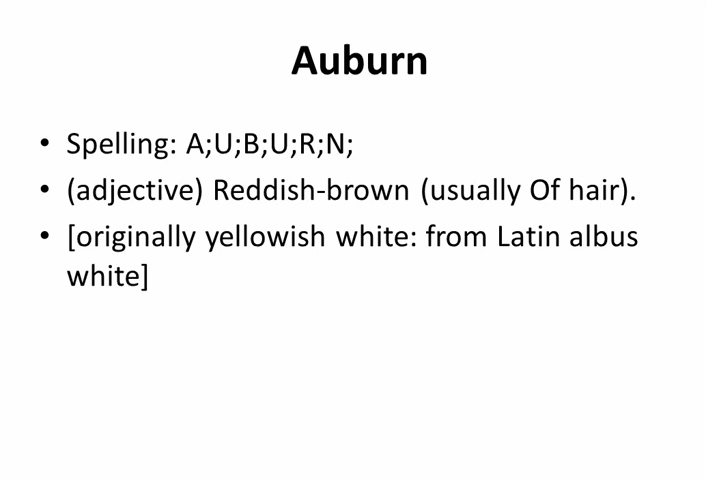 Auburn
• Spelling: A;U;B;U;R;N;
• (adjective) Reddish-brown (usually Of hair).
• [originally yellowish white: from Latin albus
white]